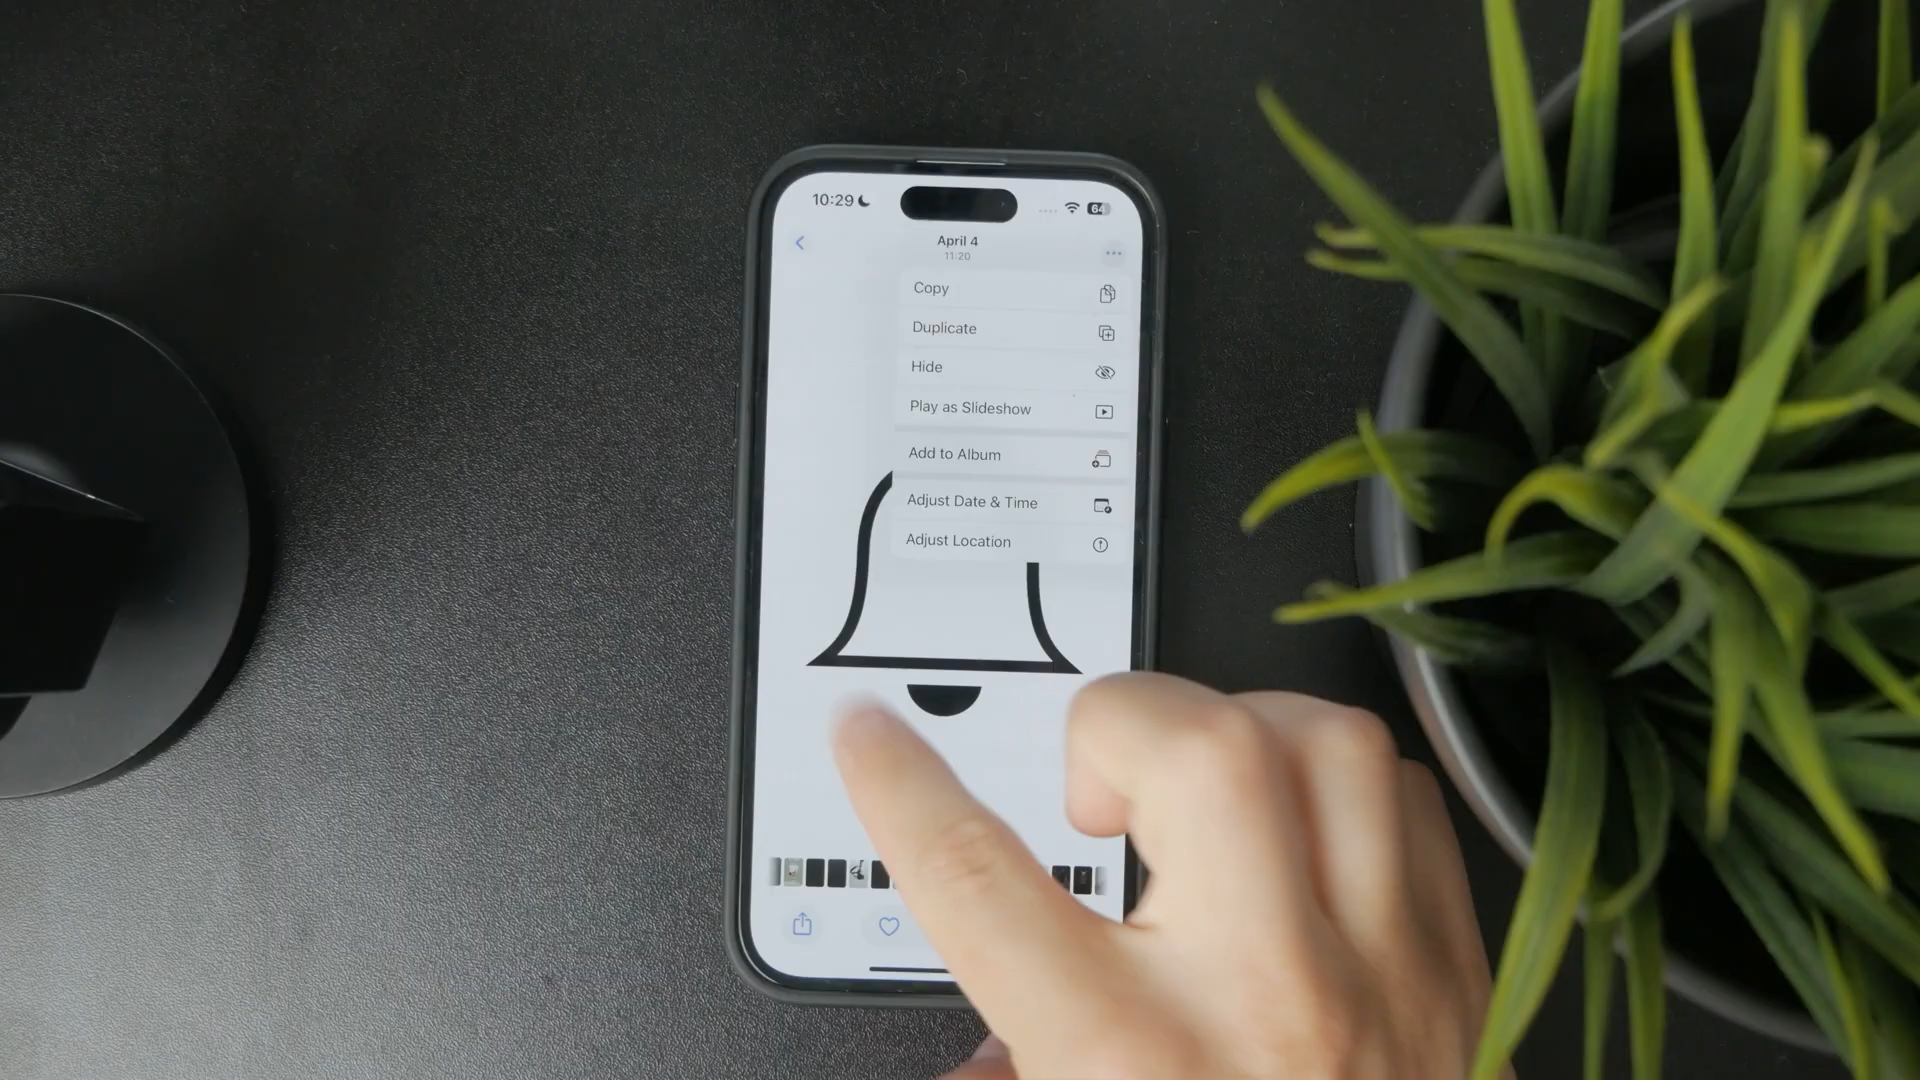 10:29
64
April 4
11:20
Copy
Duplicate
Hide
Play as Slideshow
Add to Album
Adjust Date & Time
Adjust Location